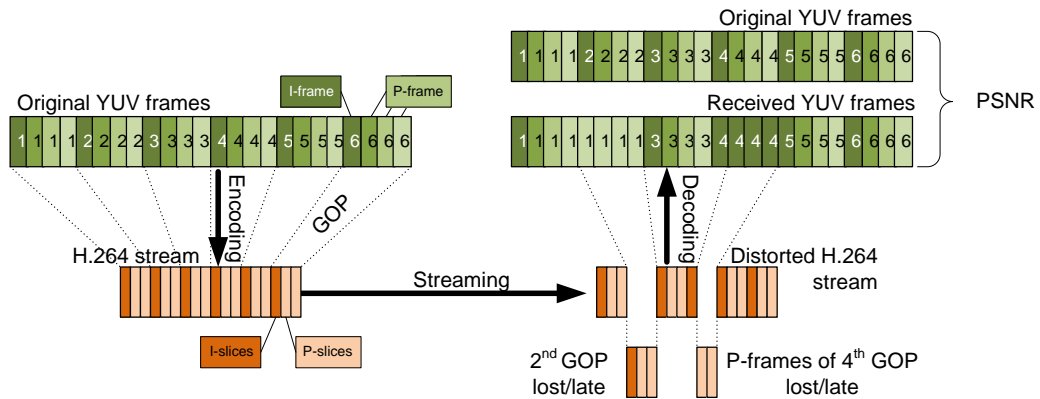 Original YUV frames
1 1 1 1 2 2 2 2 3 3 3 3 4 4 4 4 5 5 5 5 6 6 6 6
I-frame
P-frame
Original YUV frames
1 1 1 1 2 2 2 2 3 3 3 3 4 4 4 4 5 5 5 5 6 6 6 6
Received YUV frames
1 1 1 1 1 1 1 1 3 3 3 3 4 4 4 4 5 5 5 5 6 6 6 6
PSNR
Encoding
GOP
Decoding
H.264 stream
Streaming
Distorted H.264
stream
I-slices
P-slices
2nd GOP
lost/late
P-frames of 4th GOP
lost/late